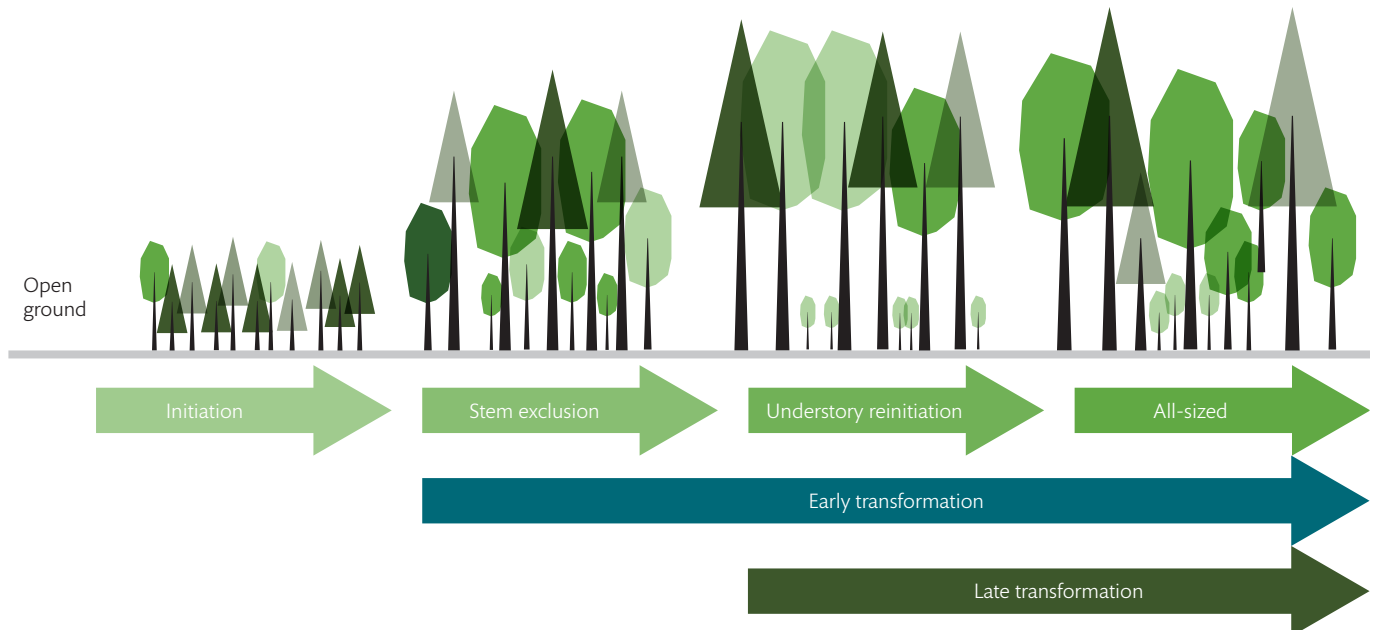 Open
ground
Initiation
Stem exclusion
Understory reinitiation
All-sized
Early transformation
Late transformation